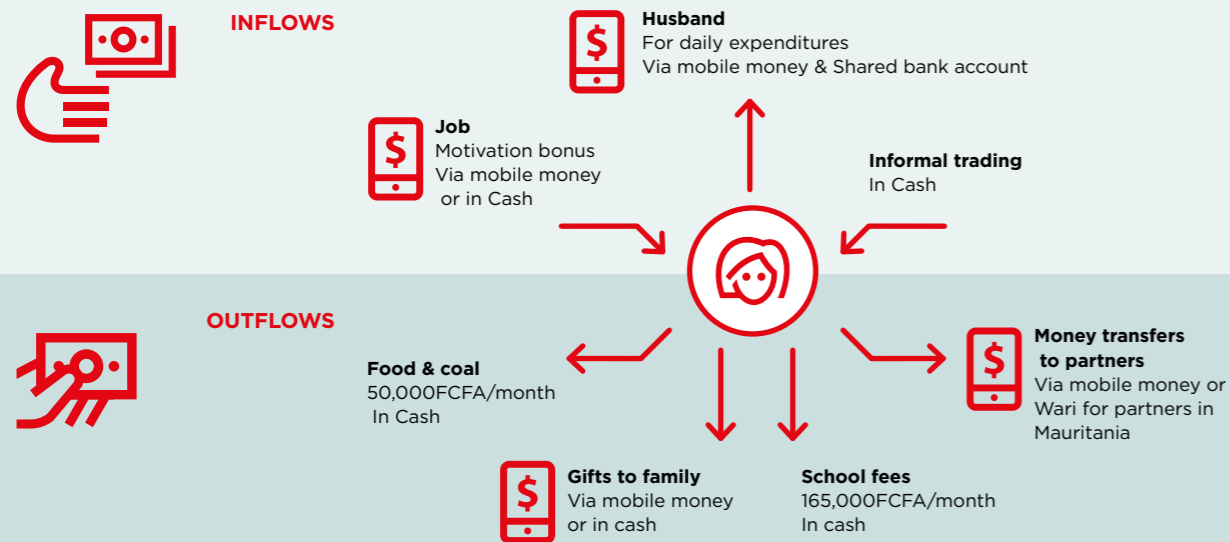 INFLOWS
$
Husband
For daily expenditures
Via mobile money & Shared bank account
$
Job
Motivation bonus
Via mobile money
or in Cash
Informal trading
In Cash
OUTFLOWS
Food & coal
50,000FCFA/month
In Cash
$
Money transfers
to partners
Via mobile money or
Wari for partners in
Mauritania
$
Gifts to family
Via mobile money
or in cash
School fees
165,000FCFA/month
In cash